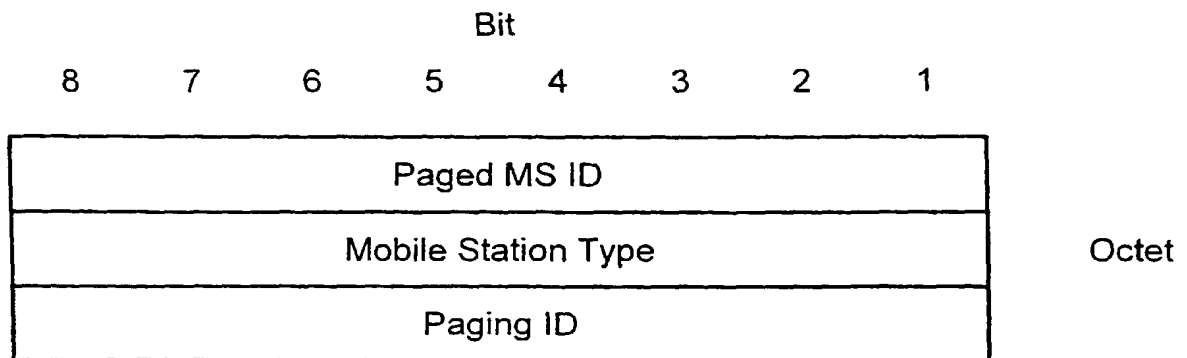 Bit
8 7 6 5 4 3 2 1
Paged MS ID
Mobile Station Type
Octet
Paging ID